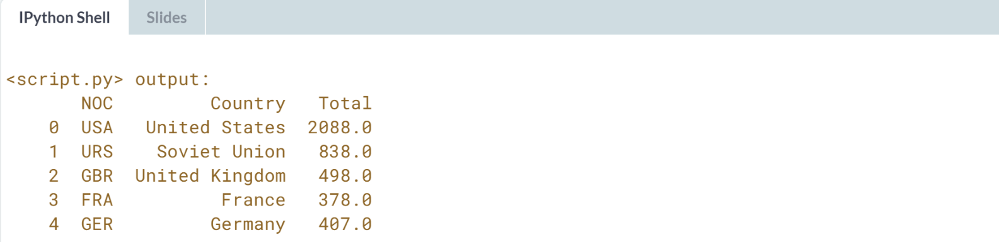 IPython Shell Slides
<script.py> output:
NOC Country Total
0 USA United States 2088.0
1 URS Soviet Union 838.0
2 GBR United Kingdom 498.0
3 FRA France 378.0
4 GER Germany 407.0